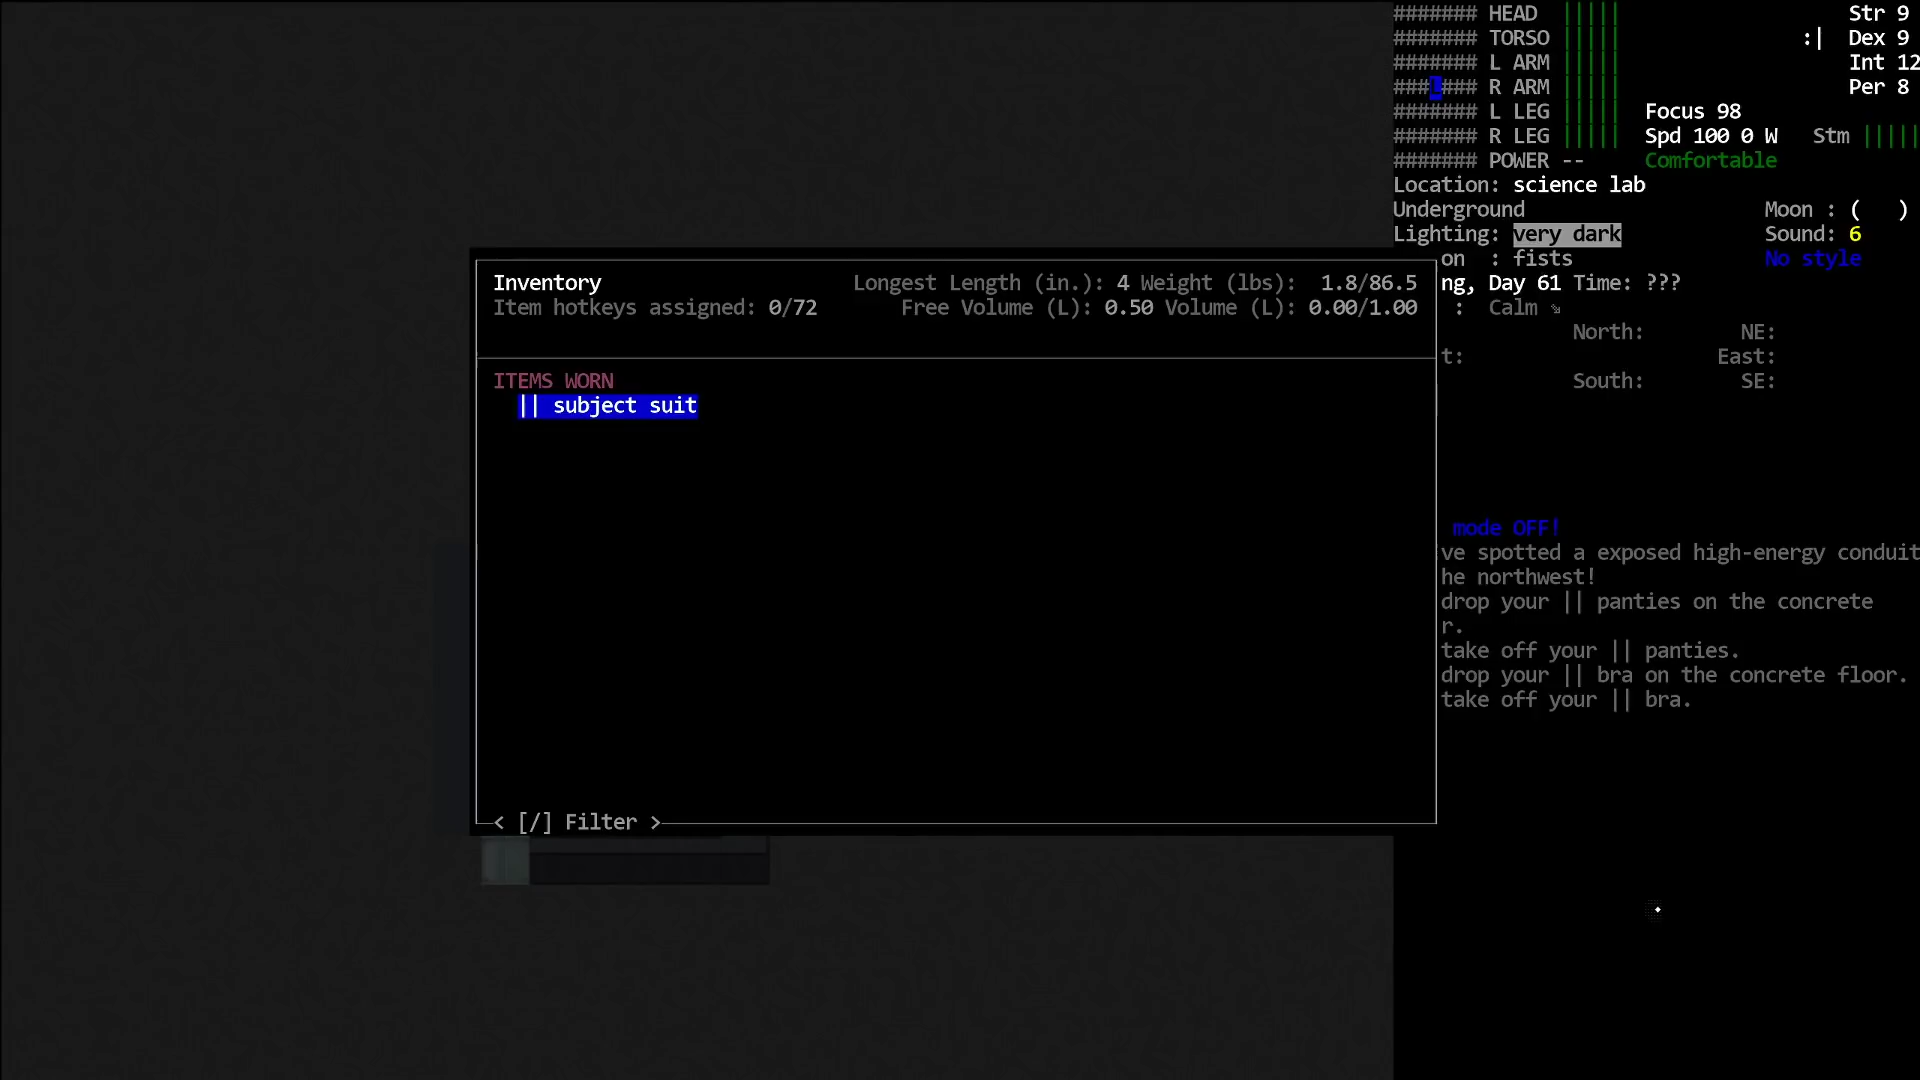 ####### HEAD ||||| Str 9
####### TORSO ||||| :| Dex 9
####### L ARM ||||| Int 12
### ### R ARM ||||| Per 8
####### L LEG ||||| Focus 98
####### R LEG ||||| Spd 100 0 W Stm |||||
####### POWER -- Comfortable
Location: science lab
Underground Moon : ( )
Lighting: very dark Sound: 6
on : fists No style
ng, Day 61 Time: ???
: Calm ⇘
North: NE:
t: East:
South: SE:
Inventory Longest Length (in.): 4 Weight (lbs): 1.8/86.5
Item hotkeys assigned: 0/72 Free Volume (L): 0.50 Volume (L): 0.00/1.00
ITEMS WORN
|| subject suit
< [/] Filter >
mode OFF!
ve spotted a exposed high-energy conduit
he northwest!
drop your || panties on the concrete
r.
take off your || panties.
drop your || bra on the concrete floor.
take off your || bra.